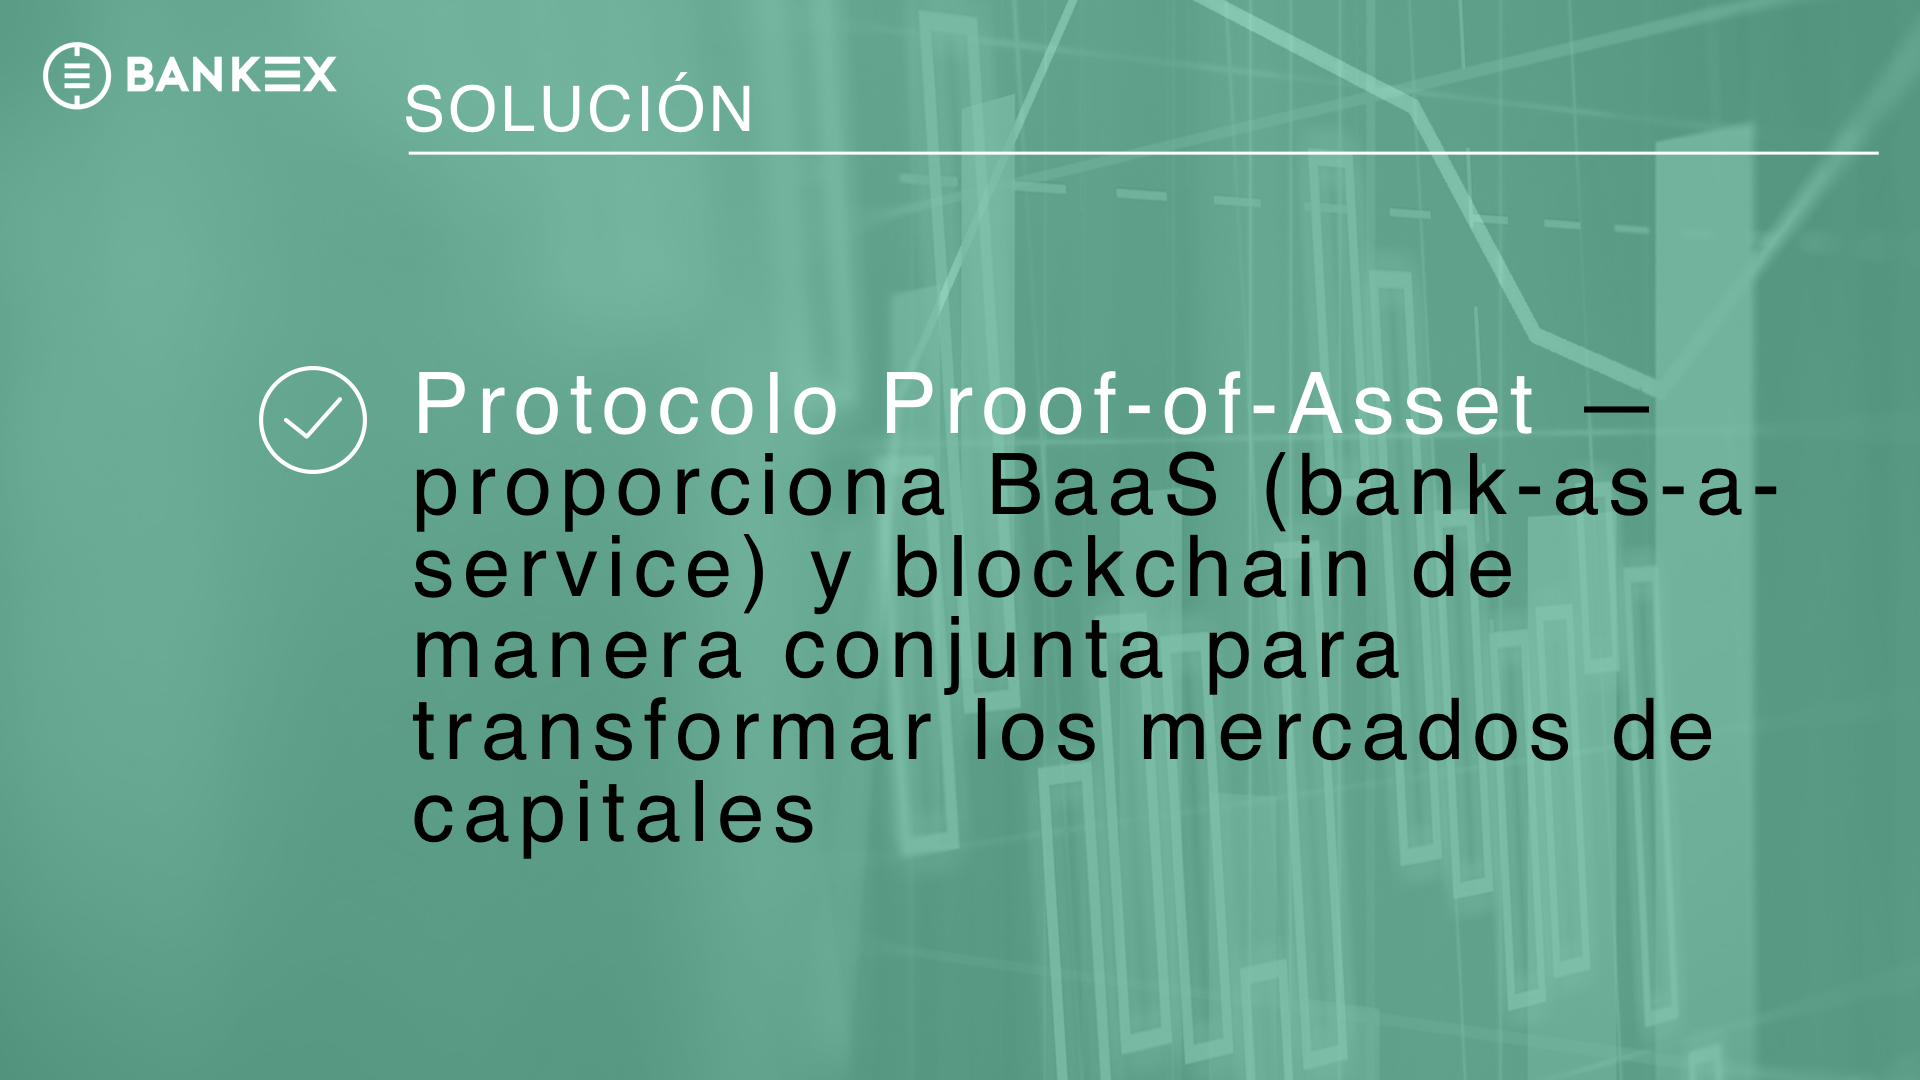 BANKEX
SOLUCIÓN
Protocolo Proof-of-Asset —
proporciona BaaS (bank-as-a-
service) y blockchain de
manera conjunta para
transformar los mercados de
capitales